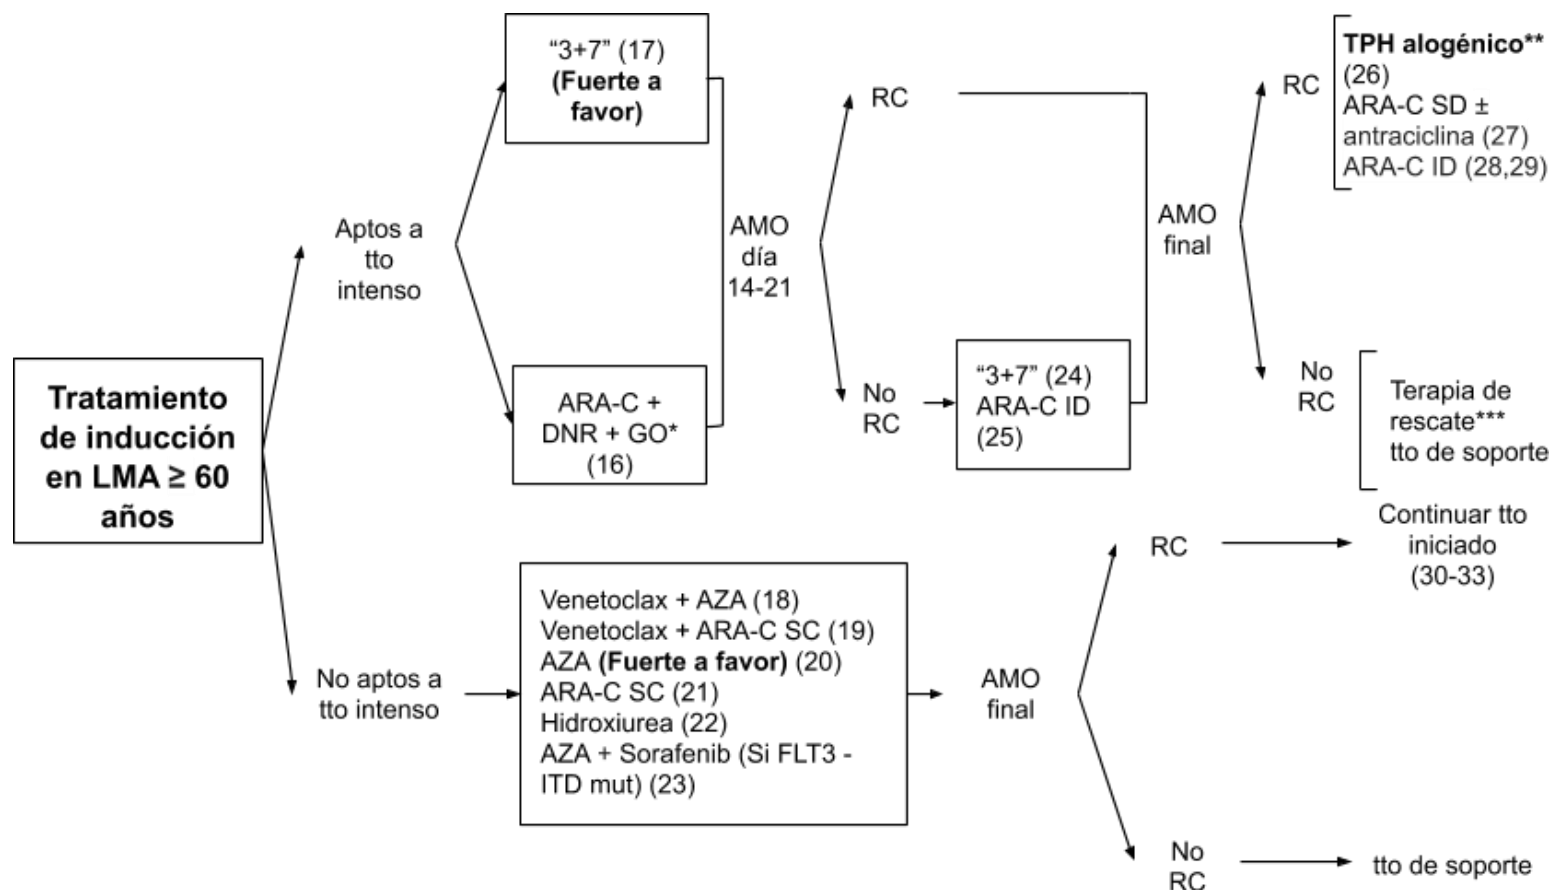 Tratamiento
de inducción
en LMA ≥ 60
años
Aptos a
tto
intenso
"3+7" (17)
(Fuerte a
favor)
ARA-C +
DNR + GO*
(16)
AMO
día
14-21
RC
No
RC
"3+7" (24)
ARA-C ID
(25)
AMO
final
RC
TPH alogénico**
(26)
ARA-C SD ±
antraciclina (27)
ARA-C ID (28,29)
No
RC
Terapia de
rescate***
tto de soporte
No aptos a
tto intenso
Venetoclax + AZA (18)
Venetoclax + ARA-C SC (19)
AZA (Fuerte a favor) (20)
ARA-C SC (21)
Hidroxiurea (22)
AZA + Sorafenib (Si FLT3 -
ITD mut) (23)
AMO
final
RC
Continuar tto
iniciado
(30-33)
No
RC
tto de soporte